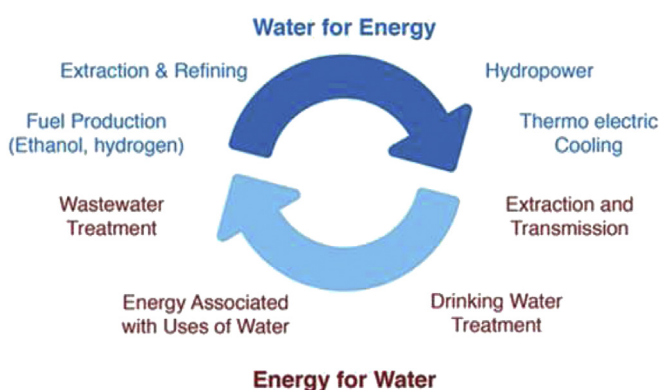 Water for Energy
Extraction & Refining
Hydropower
Fuel Production
(Ethanol, hydrogen)
Thermo electric
Cooling
Wastewater
Treatment
Extraction and
Transmission
Energy Associated
with Uses of Water
Drinking Water
Treatment
Energy for Water